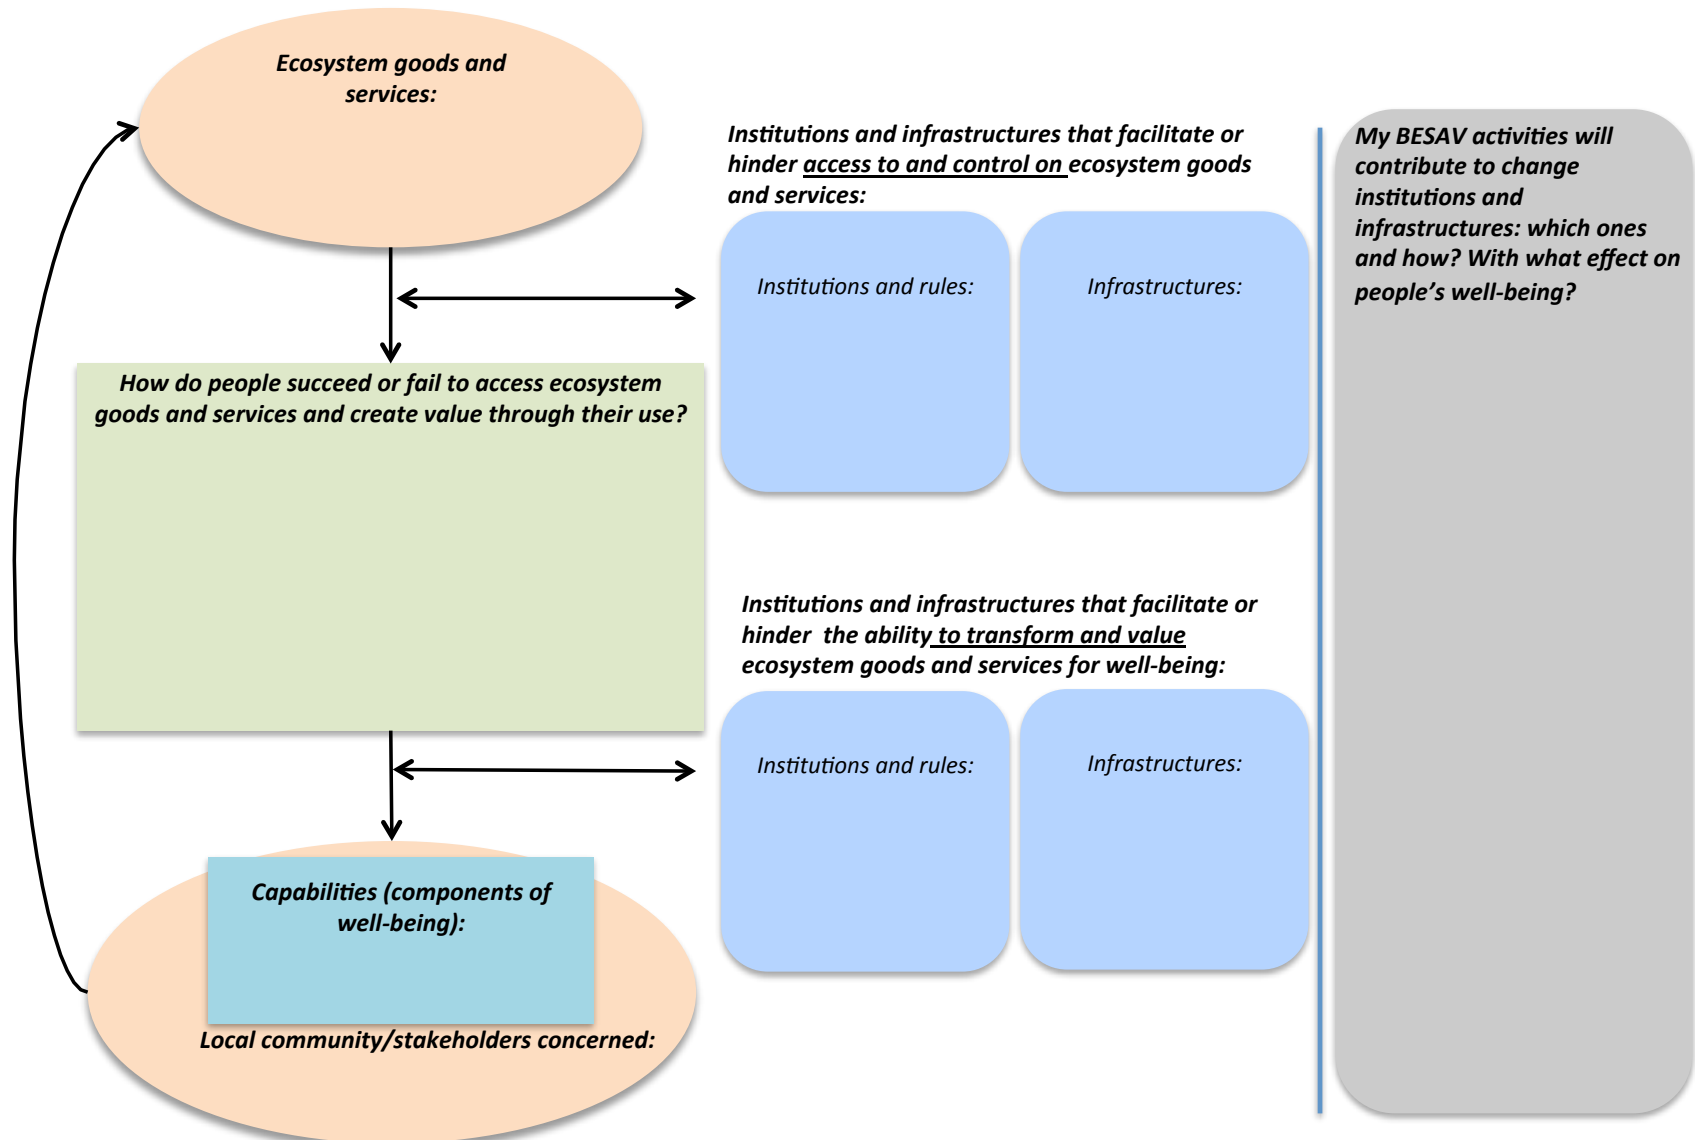 Ecosystem goods and
services:
Institutions and infrastructures that facilitate or
hinder access to and control on ecosystem goods
and services:
Institutions and rules:
Infrastructures:
How do people succeed or fail to access ecosystem
goods and services and create value through their use?
Institutions and infrastructures that facilitate or
hinder the ability to transform and value
ecosystem goods and services for well-being:
Institutions and rules:
Infrastructures:
Capabilities (components of
well-being):
Local community/stakeholders concerned:
My BESAV activities will
contribute to change
institutions and
infrastructures: which ones
and how? With what effect on
people’s well-being?